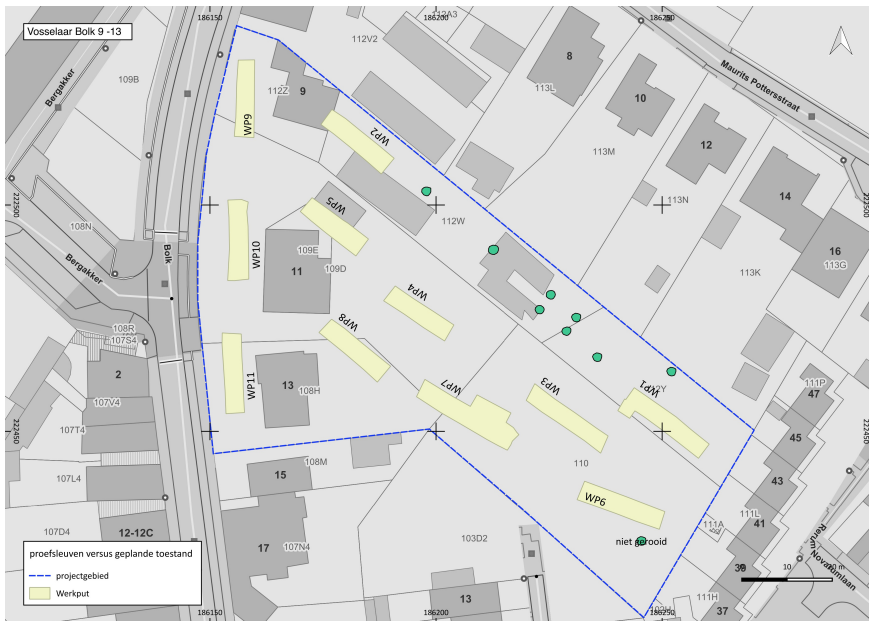 Vosselaar Bolk 9 -13
186150
186200
186250
112A3
112V2
8
Maurits Pottersstraat
109B
Bergakker
112Z
9
113L
10
WP9
WP2
113M
12
14
222500
222500
112W
113N
WP5
108N
16
113G
Bolk
WP10
109E
11
109D
113K
Bergakker
WP4
108R
107S4
WP8
2
WP11
13
108H
WP7
WP3
WP1
111P
47
107V4
107T4
222450
222450
45
15
108M
110
43
107L4
WP6
111L
41
111A
12-12C
107D4
17
107N4
103D2
niet gerooid
Rerum Novarumlaan
39
10
111H
13
37
186150
186200
proefsleuven versus geplande toestand
projectgebied
Werkput